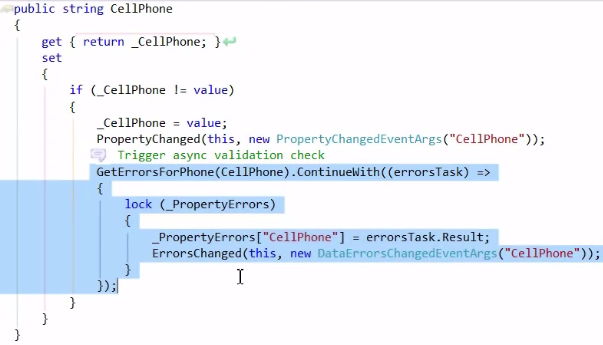 public string CellPhone
{
get { return _CellPhone; }
set
{
if (_CellPhone != value)
{
_CellPhone = value;
PropertyChanged(this, new PropertyChangedEventArgs("CellPhone"));
Trigger async validation check
GetErrorsForPhone(CellPhone).ContinueWith((errorsTask) =>
{
lock (_PropertyErrors)
{
_PropertyErrors["CellPhone"] = errorsTask.Result;
ErrorsChanged(this, new DataErrorsChangedEventArgs("CellPhone"));
}
});
}
}
}